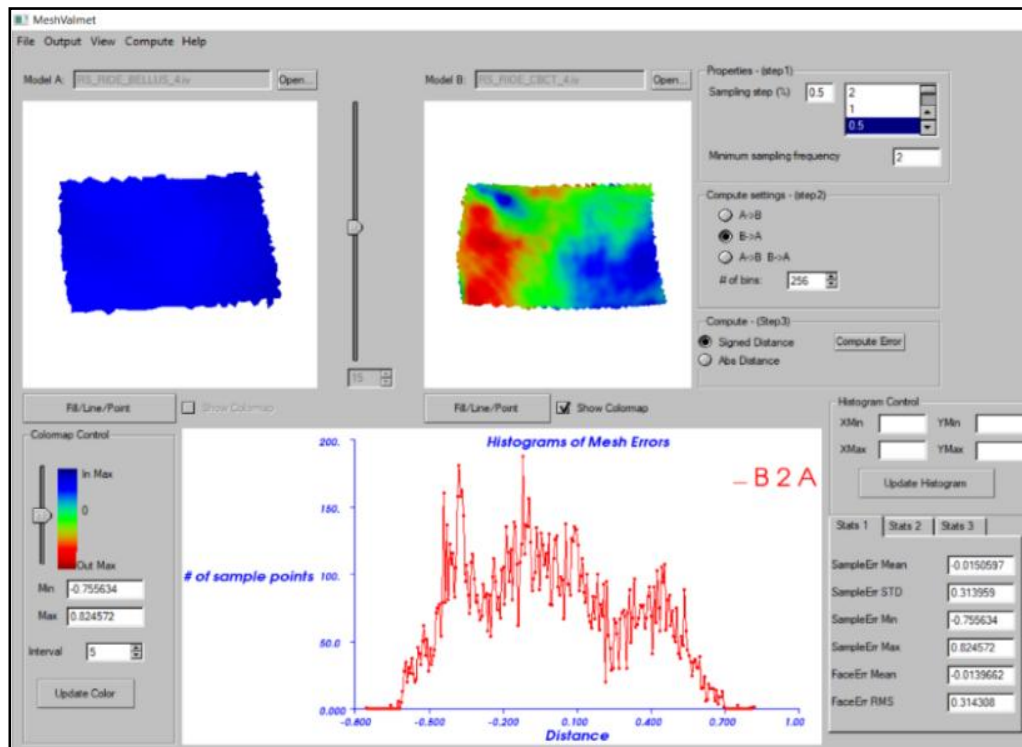 MeshValmet
File Output View Compute Help
Model A: RS_RIDE_BELLUS_4.iv Open...
Model B: RS_RIDE_CBCT_4.iv Open...
Properties - (step1)
Sampling step (%) 0.5
2
1
0.5
Minimum sampling frequency 2
Compute settings - (step2)
A->B
B->A
A->B B->A
# of bins: 256
Compute - (Step3)
Signed Distance Compute Error
Abs Distance
15
Fill/Line/Point Show Colormap
Fill/Line/Point Show Colormap
Colormap Control
In Max
0
Out Max
Min -0.755634
Max 0.824572
Interval 5
Update Color
Histograms of Mesh Errors
B 2 A
# of sample points
200.
150.
100.
50.0
0.000
-0.800 -0.500 -0.200 0.100 0.400 0.700 1.00
Distance
Histogram Control
XMin YMin
XMax YMax
Update Histogram
Stats 1 Stats 2 Stats 3
SampleErr Mean -0.0150597
SampleErr STD 0.313959
SampleErr Min -0.755634
SampleErr Max 0.824572
FaceErr Mean -0.0139662
FaceErr RMS 0.314308